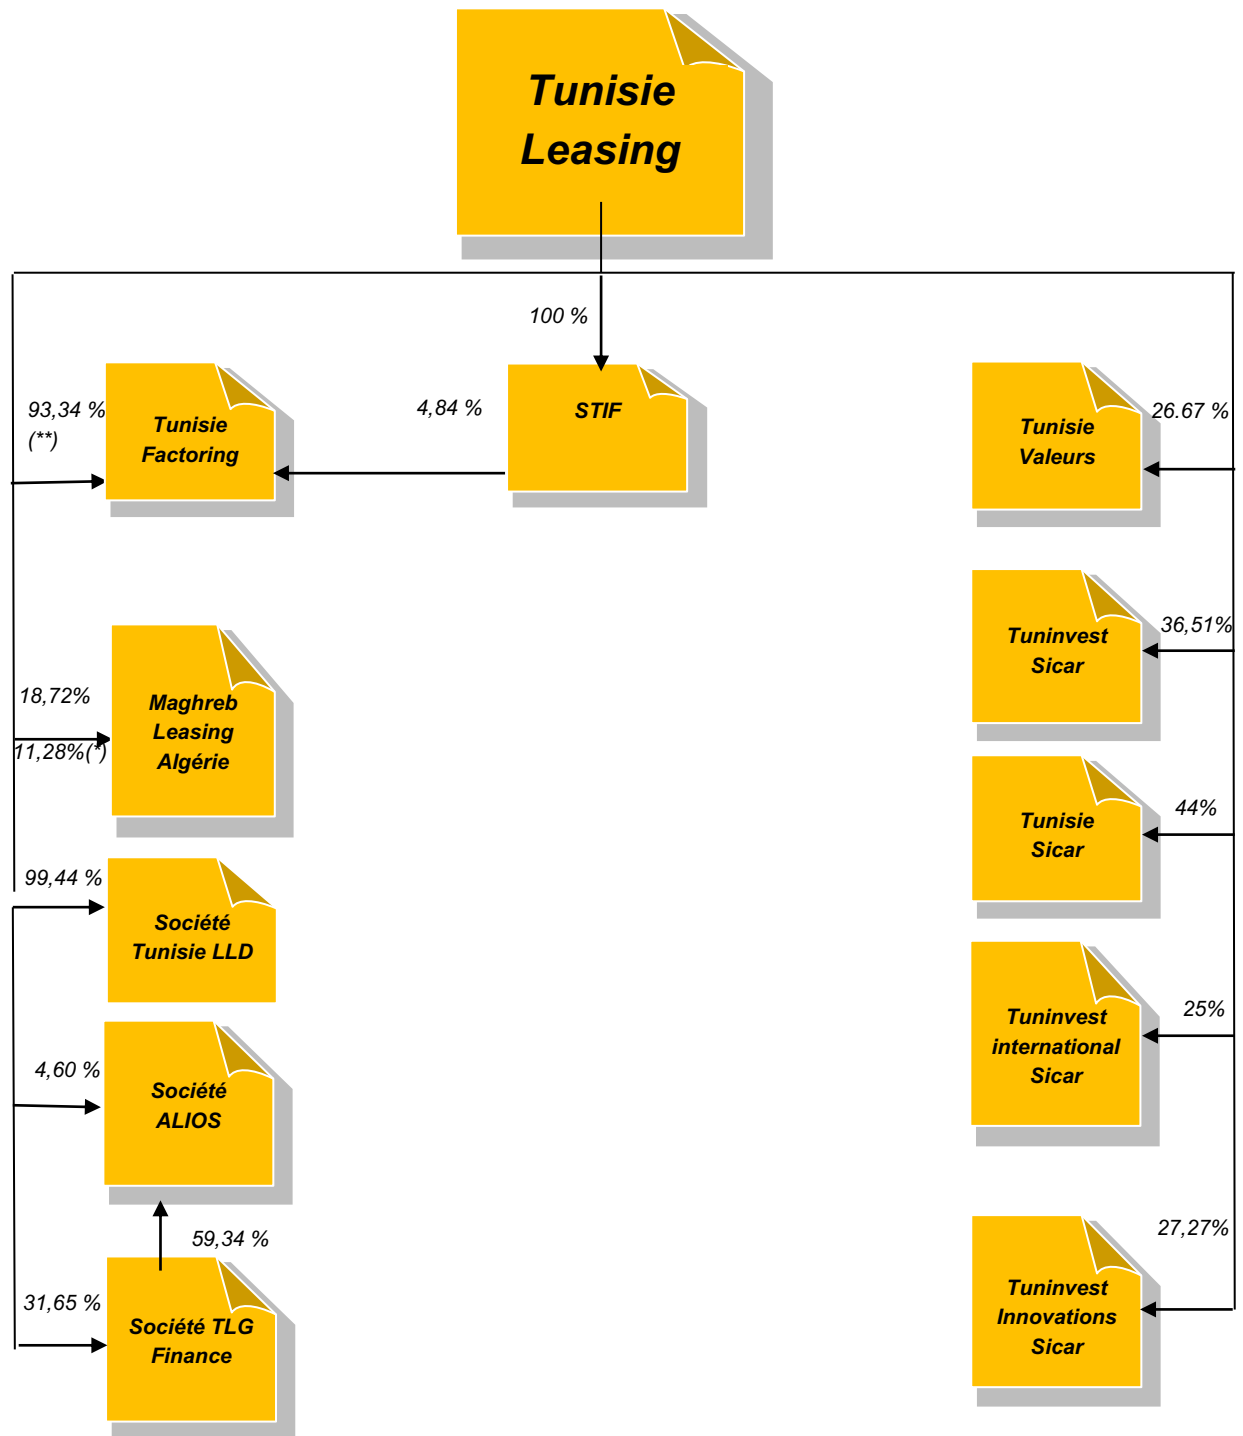 Tunisie
Leasing
100 %
93,34 %
(**)
Tunisie
Factoring
4,84 %
STIF
Tunisie
Valeurs
26.67 %
Tuninvest
Sicar
36,51%
18,72%
11,28%(*)
Maghreb
Leasing
Algérie
Tunisie
Sicar
44%
99,44 %
Société
Tunisie LLD
Tuninvest
international
Sicar
25%
4,60 %
Société
ALIOS
59,34 %
31,65 %
Société TLG
Finance
27,27%
Tuninvest
Innovations
Sicar